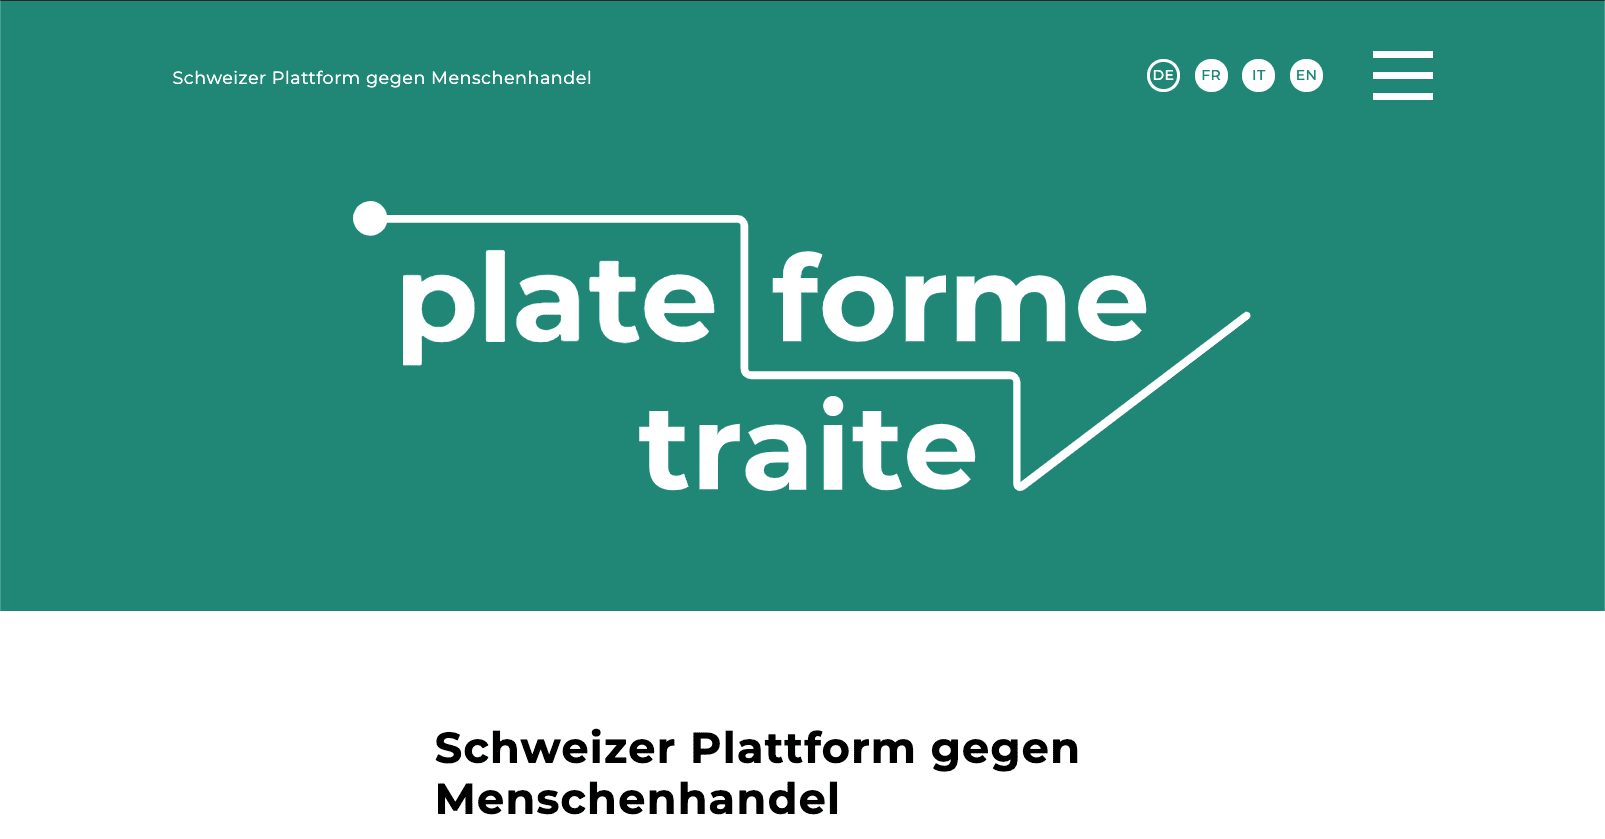 Schweizer Plattform gegen Menschenhandel
DE FR IT EN
plate forme
traite
Schweizer Plattform gegen
Menschenhandel